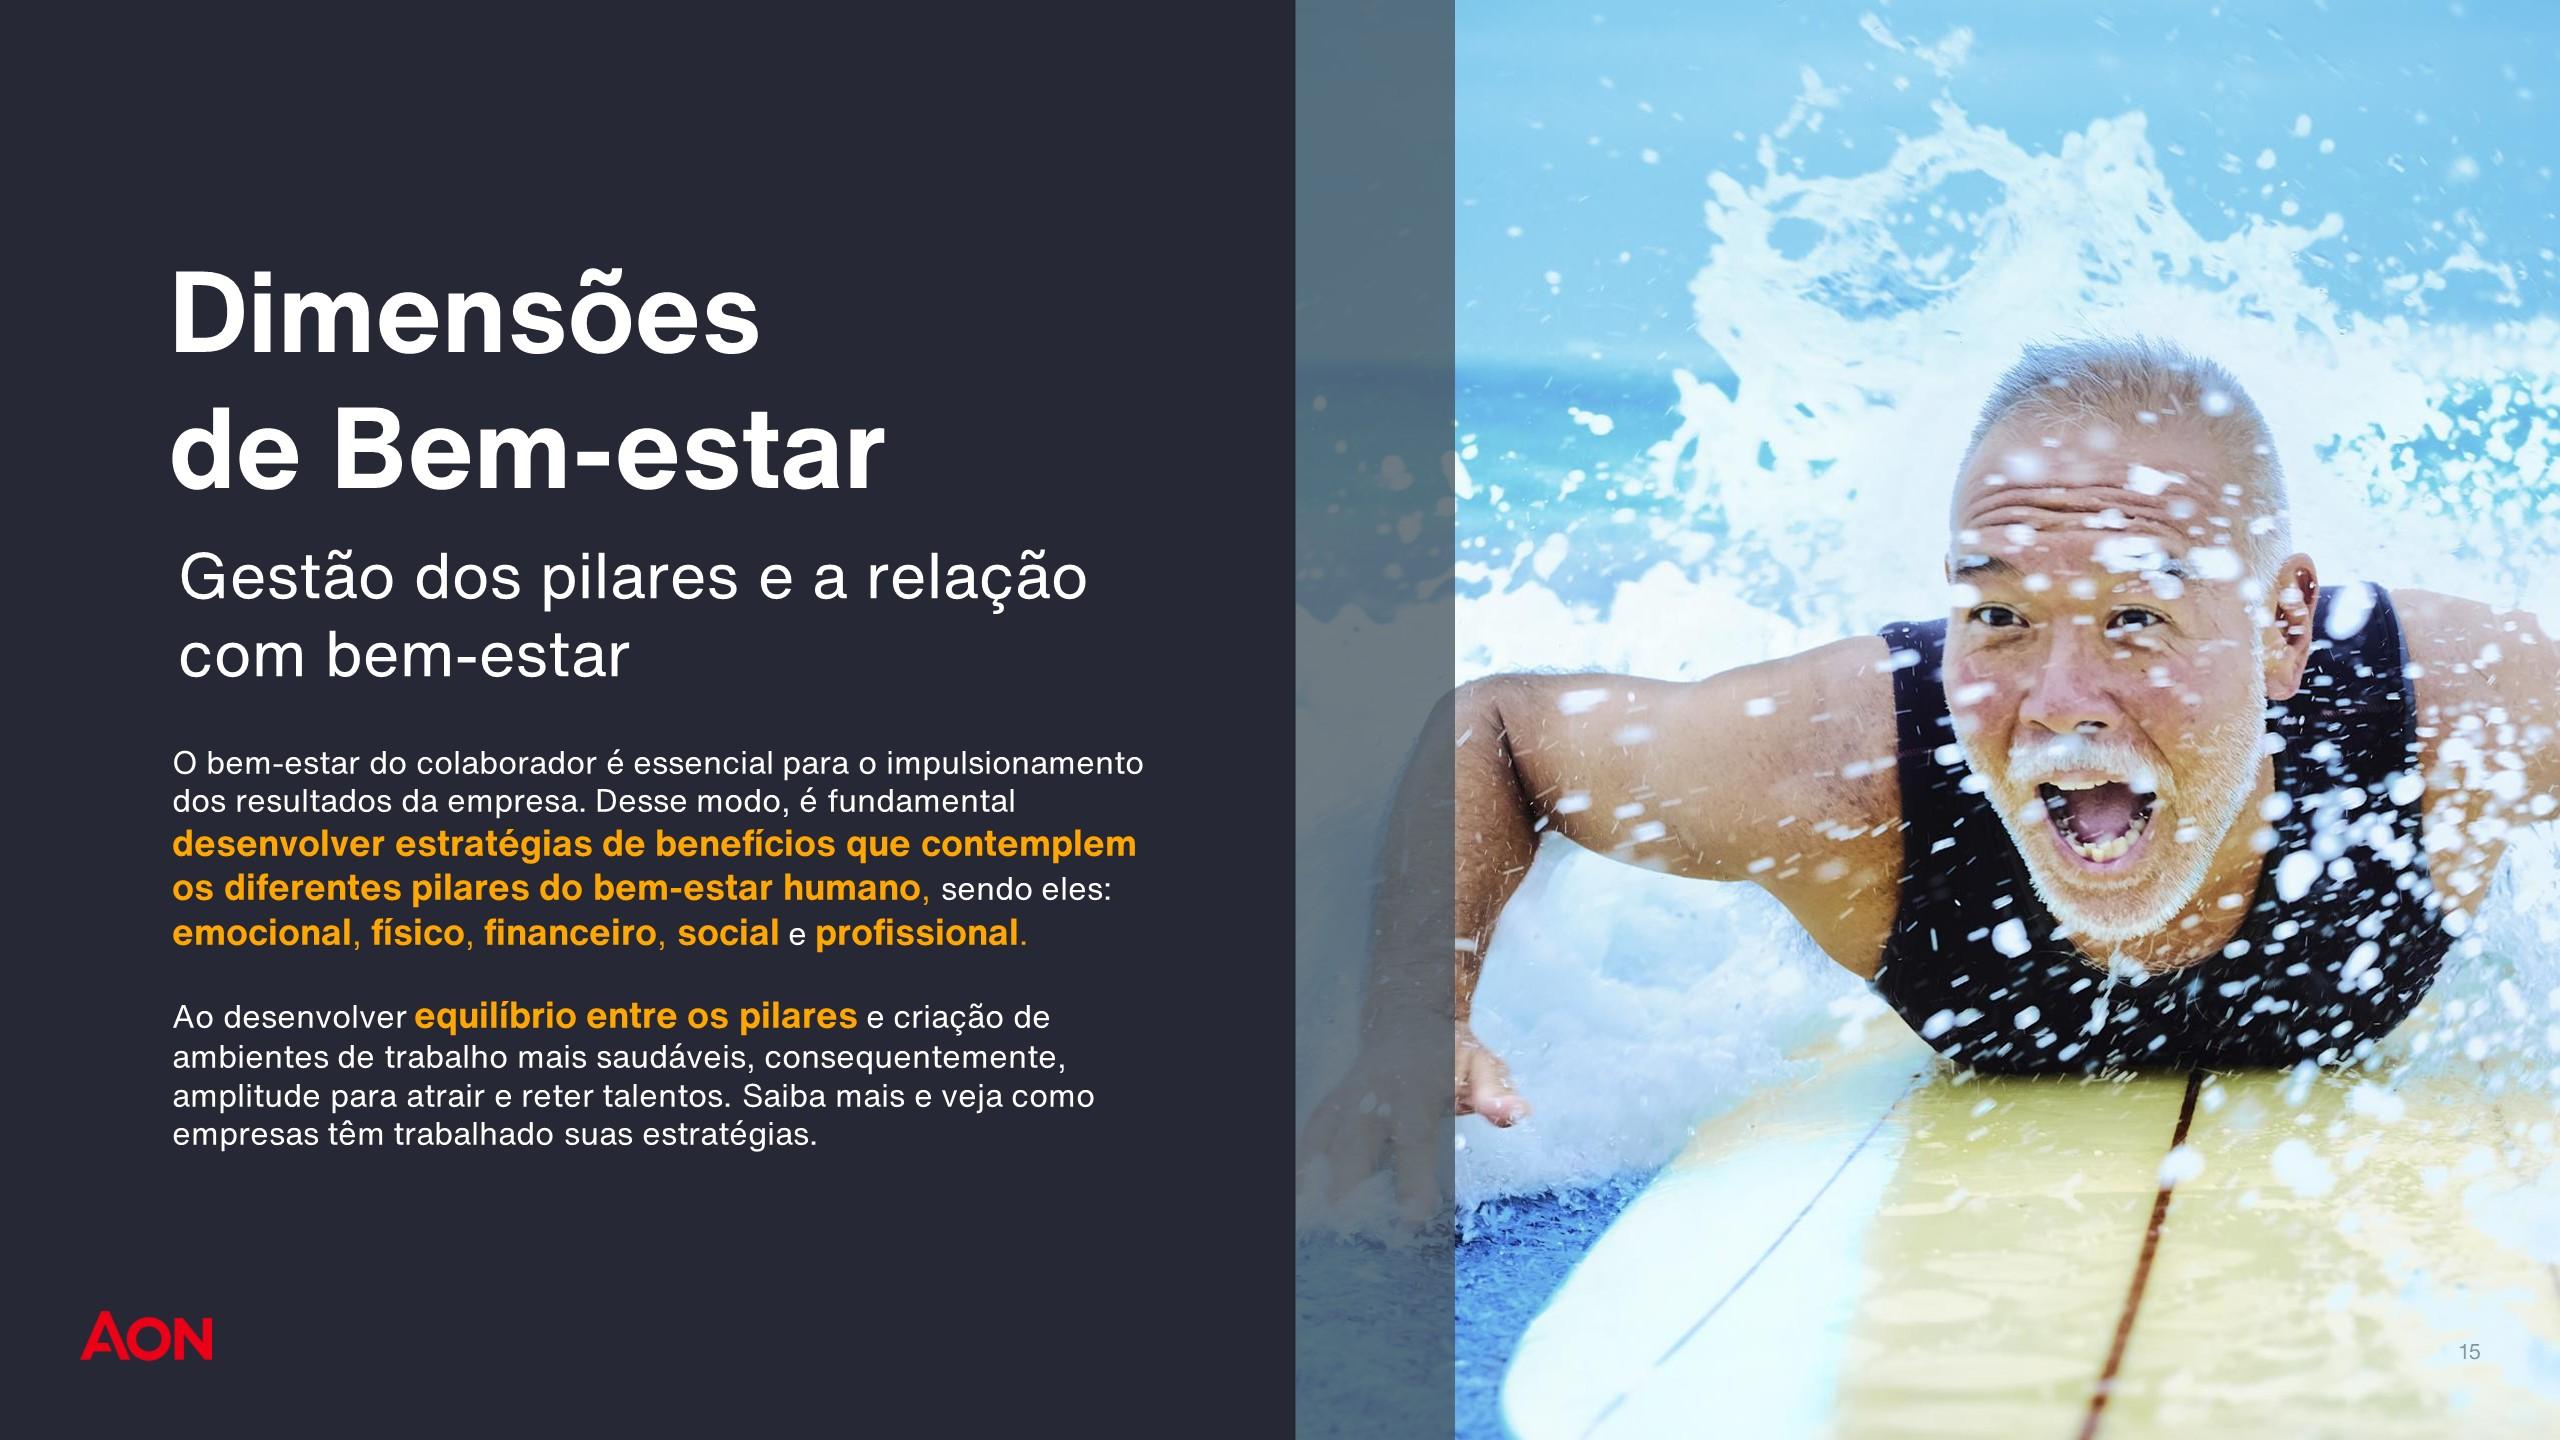 Dimensões
de Bem-estar
Gestão dos pilares e a relação
com bem-estar
O bem-estar do colaborador é essencial para o impulsionamento
dos resultados da empresa. Desse modo, é fundamental
desenvolver estratégias de benefícios que contemplem
os diferentes pilares do bem-estar humano, sendo eles:
emocional, físico, financeiro, social e profissional.
Ao desenvolver equilíbrio entre os pilares e criação de
ambientes de trabalho mais saudáveis, consequentemente,
amplitude para atrair e reter talentos. Saiba mais e veja como
empresas têm trabalhado suas estratégias.
AON
15